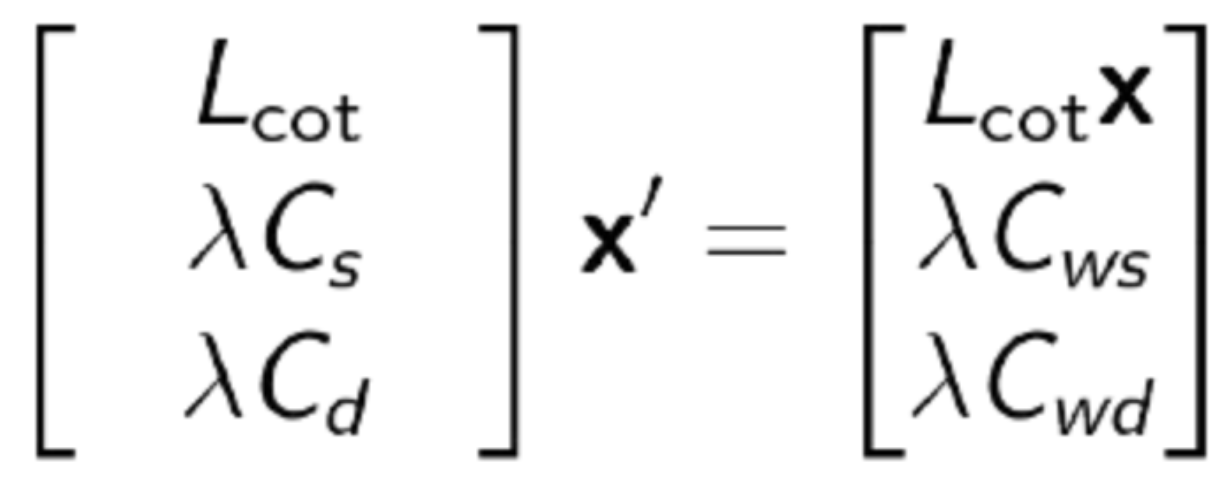 [ L_cot ; λC_s ; λC_d ] x′ = [ L_cot x ; λC_ws ; λC_wd ]